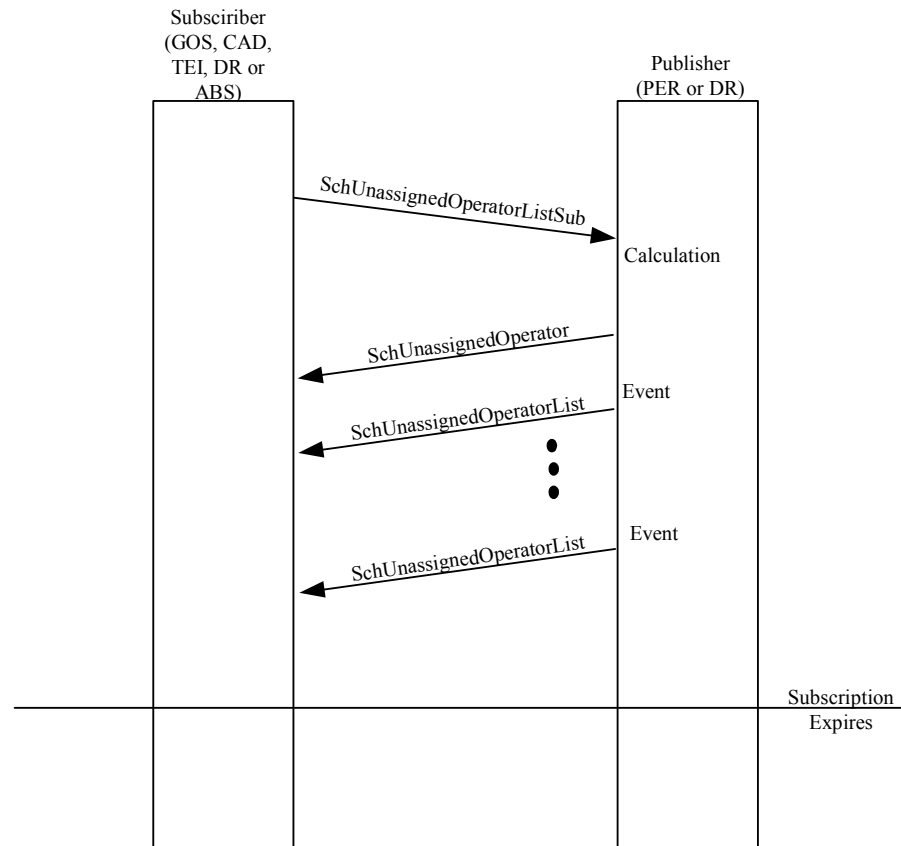 Subsciriber
(GOS, CAD,
TEI, DR or
ABS)
Publisher
(PER or DR)
SchUnassignedOperatorListSub
Calculation
SchUnassignedOperator
Event
SchUnassignedOperatorList
Event
SchUnassignedOperatorList
Subscription
Expires